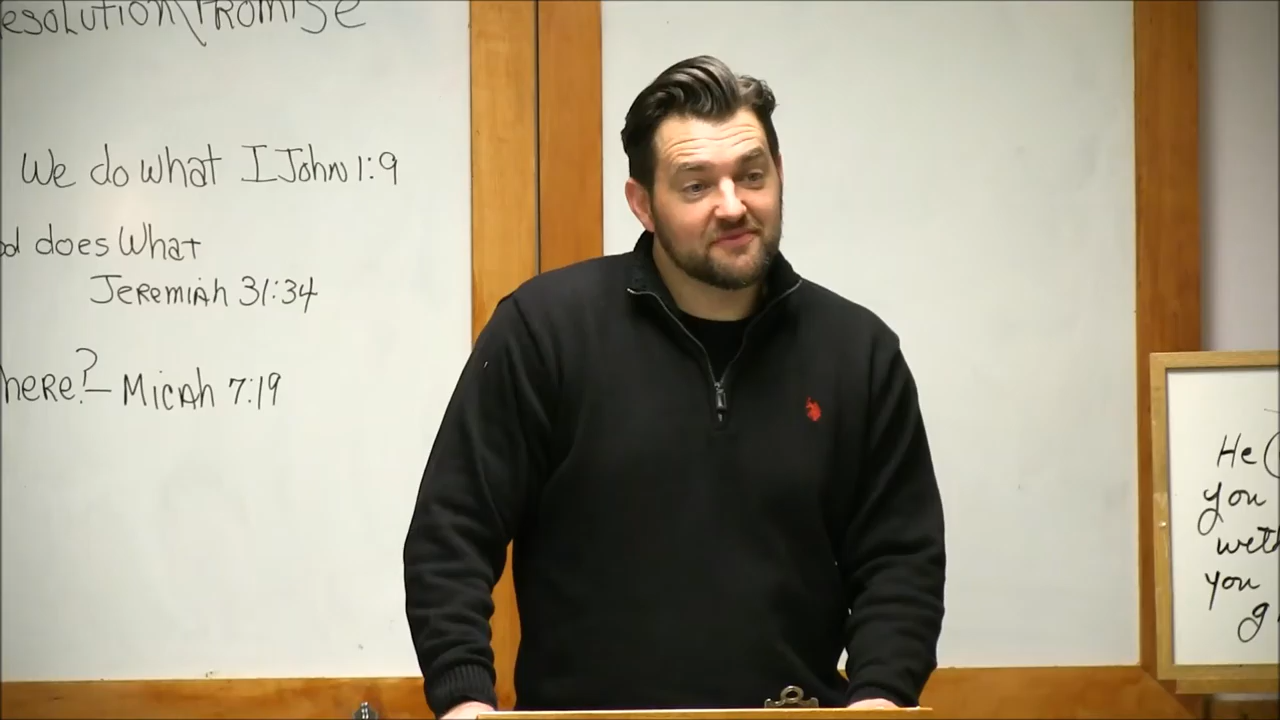 esolution/Promise
We do what I John 1:9
od does What
Jeremiah 31:34
here? - Micah 7:19
He
you
with
you
g